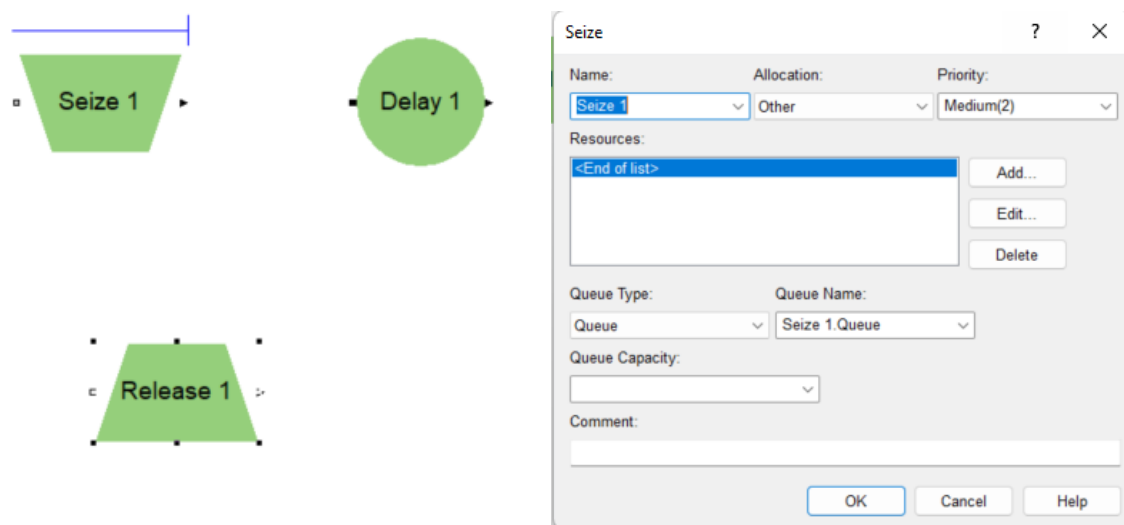 Seize 1
Delay 1
Release 1
Seize
?
Name: Allocation: Priority:
Seize 1 Other Medium(2)
Resources:
<End of list>
Add...
Edit...
Delete
Queue Type: Queue Name:
Queue Seize 1.Queue
Queue Capacity:
Comment:
OK Cancel Help